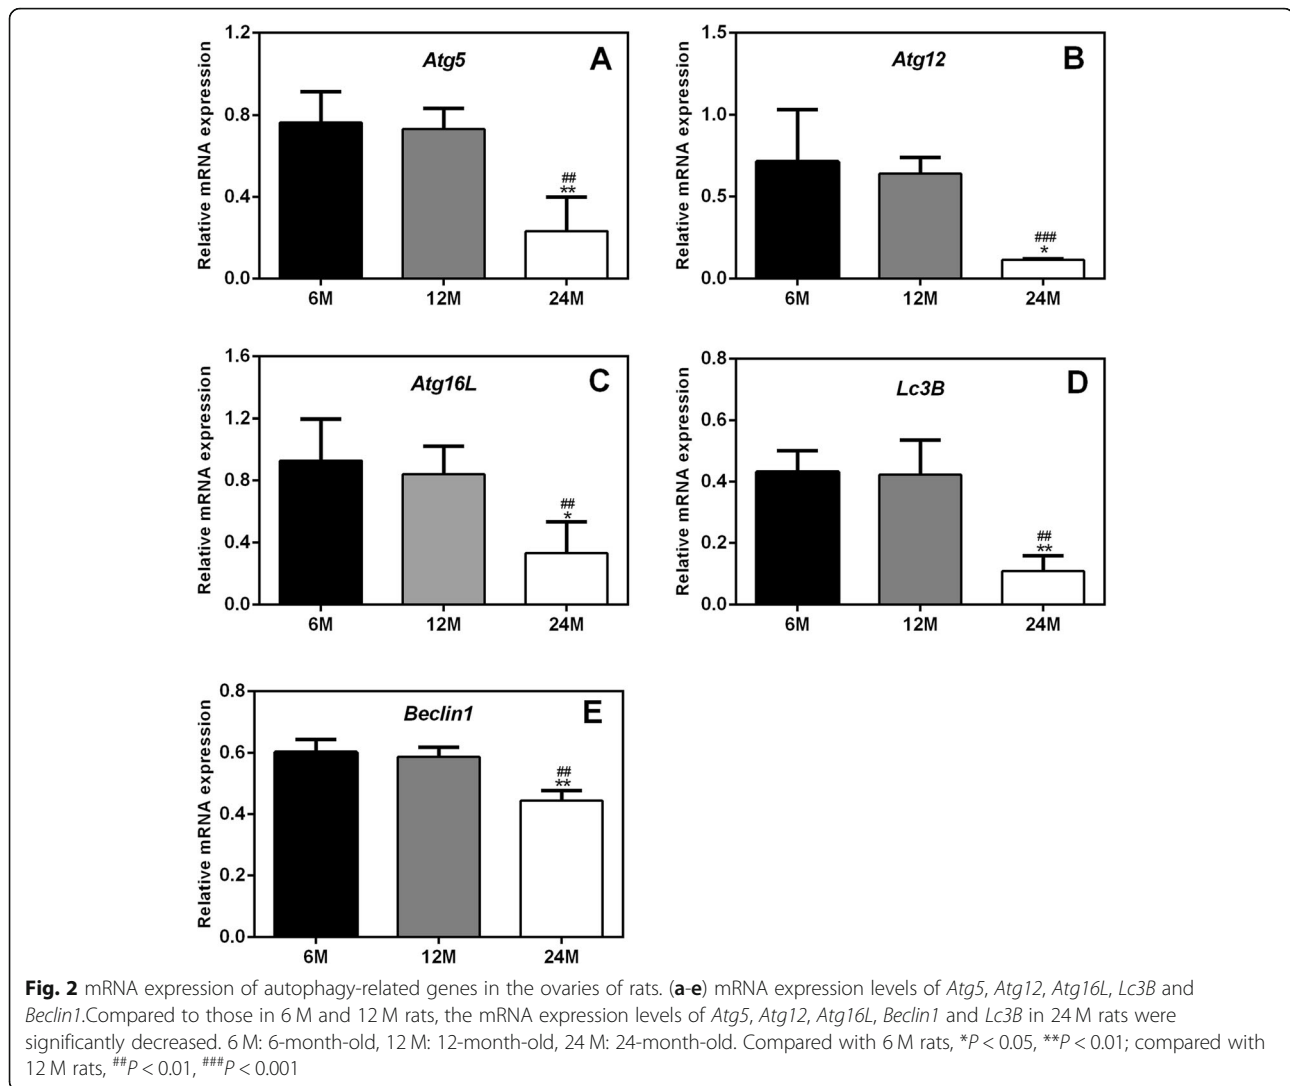 1.2
Atg5
A
0.8
0.4
0.0
Relative mRNA expression
##
**
6M
12M
24M
1.5
Atg12
B
1.0
0.5
0.0
Relative mRNA expression
###
*
6M
12M
24M
1.6
Atg16L
C
1.2
0.8
0.4
0.0
Relative mRNA expression
##
*
6M
12M
24M
0.8
Lc3B
D
0.6
0.4
0.2
0.0
Relative mRNA expression
##
**
6M
12M
24M
0.8
Beclin1
E
0.6
0.4
0.2
0.0
Relative mRNA expression
##
**
6M
12M
24M
Fig. 2 mRNA expression of autophagy-related genes in the ovaries of rats. (a-e) mRNA expression levels of Atg5, Atg12, Atg16L, Lc3B and
Beclin1.Compared to those in 6 M and 12 M rats, the mRNA expression levels of Atg5, Atg12, Atg16L, Beclin1 and Lc3B in 24 M rats were
significantly decreased. 6 M: 6-month-old, 12 M: 12-month-old, 24 M: 24-month-old. Compared with 6 M rats, *P < 0.05, **P < 0.01; compared with
12 M rats, ##P < 0.01, ###P < 0.001